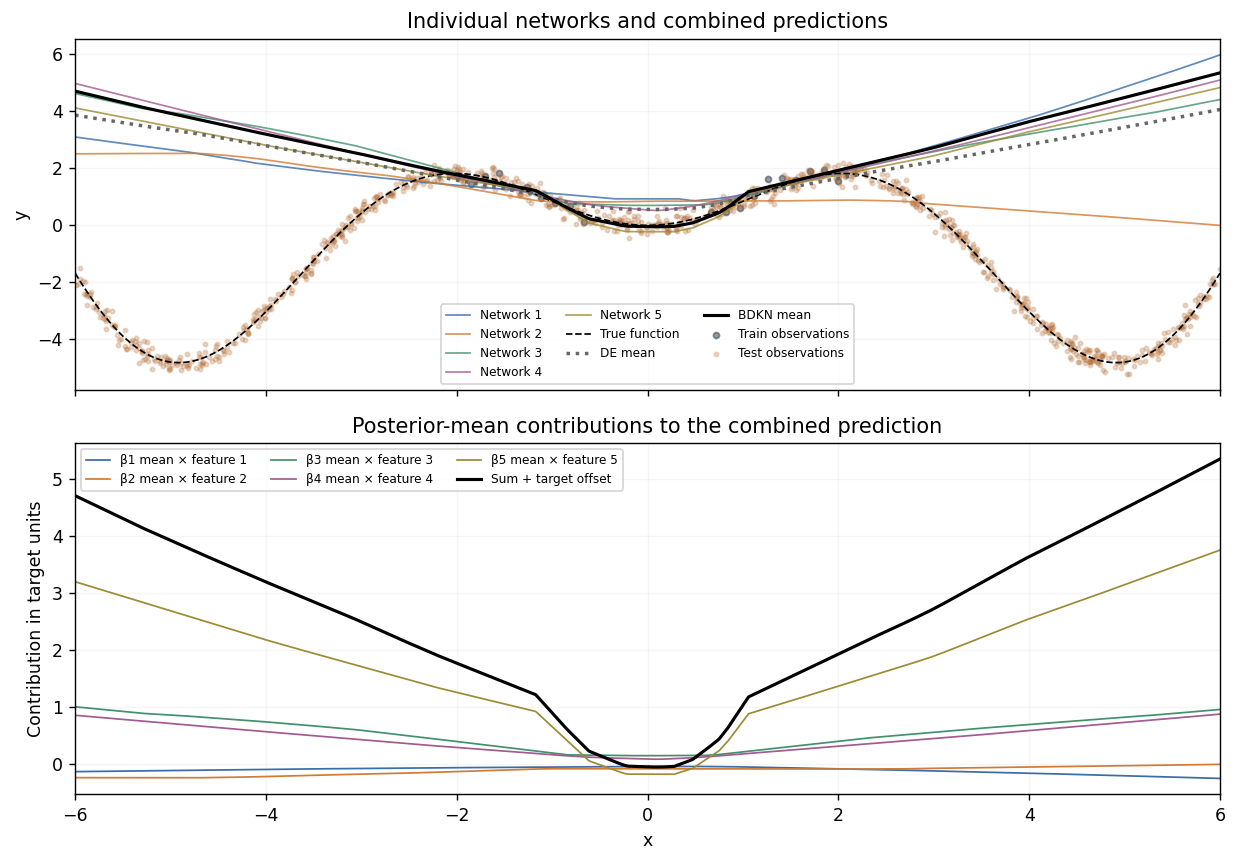 Individual networks and combined predictions
6
4
2
0
−2
−4
y
Network 1
Network 2
Network 3
Network 4
Network 5
True function
DE mean
BDKN mean
Train observations
Test observations
Posterior-mean contributions to the combined prediction
β1 mean × feature 1
β2 mean × feature 2
β3 mean × feature 3
β4 mean × feature 4
β5 mean × feature 5
Sum + target offset
5
4
3
2
1
0
Contribution in target units
−6 −4 −2 0 2 4 6
x